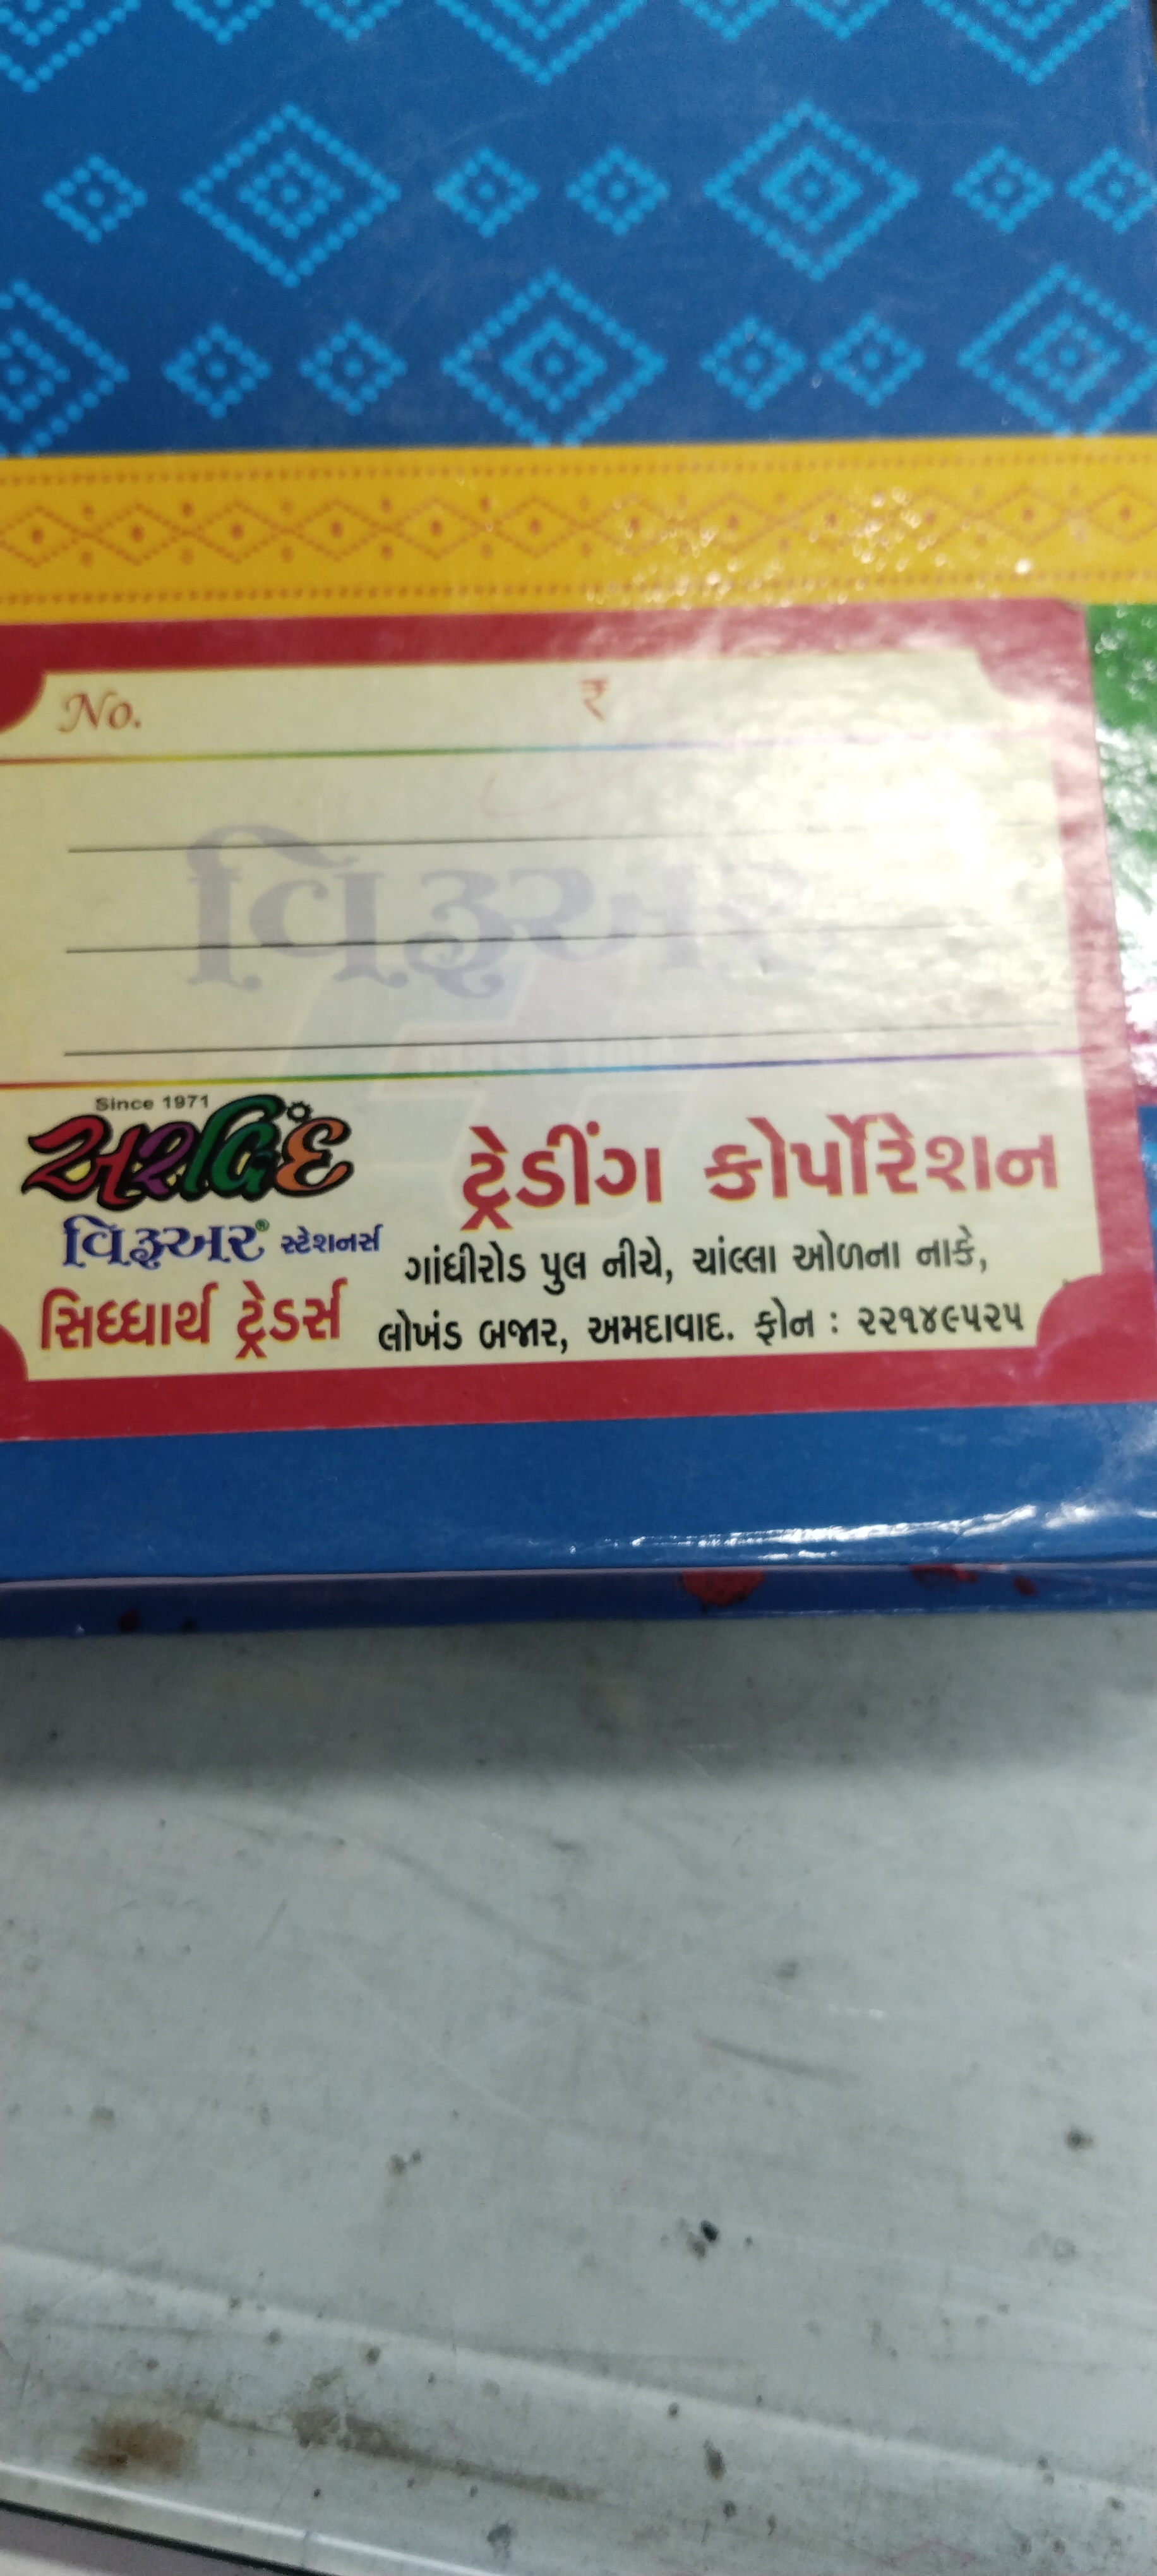 No. ₹
વિરૂઅર
Since 1971
અરવિંદ ટ્રેડીંગ કોર્પોરેશન
વિરૂઅર® સ્ટેશનર્સ
ગાંધીરોડ પુલ નીચે, ચાંલ્લા ઓળના નાકે,
સિધ્ધાર્થ ટ્રેડર્સ
લોખંડ બજાર, અમદાવાદ. ફોન : ૨૨૧૪૯૫૨૫